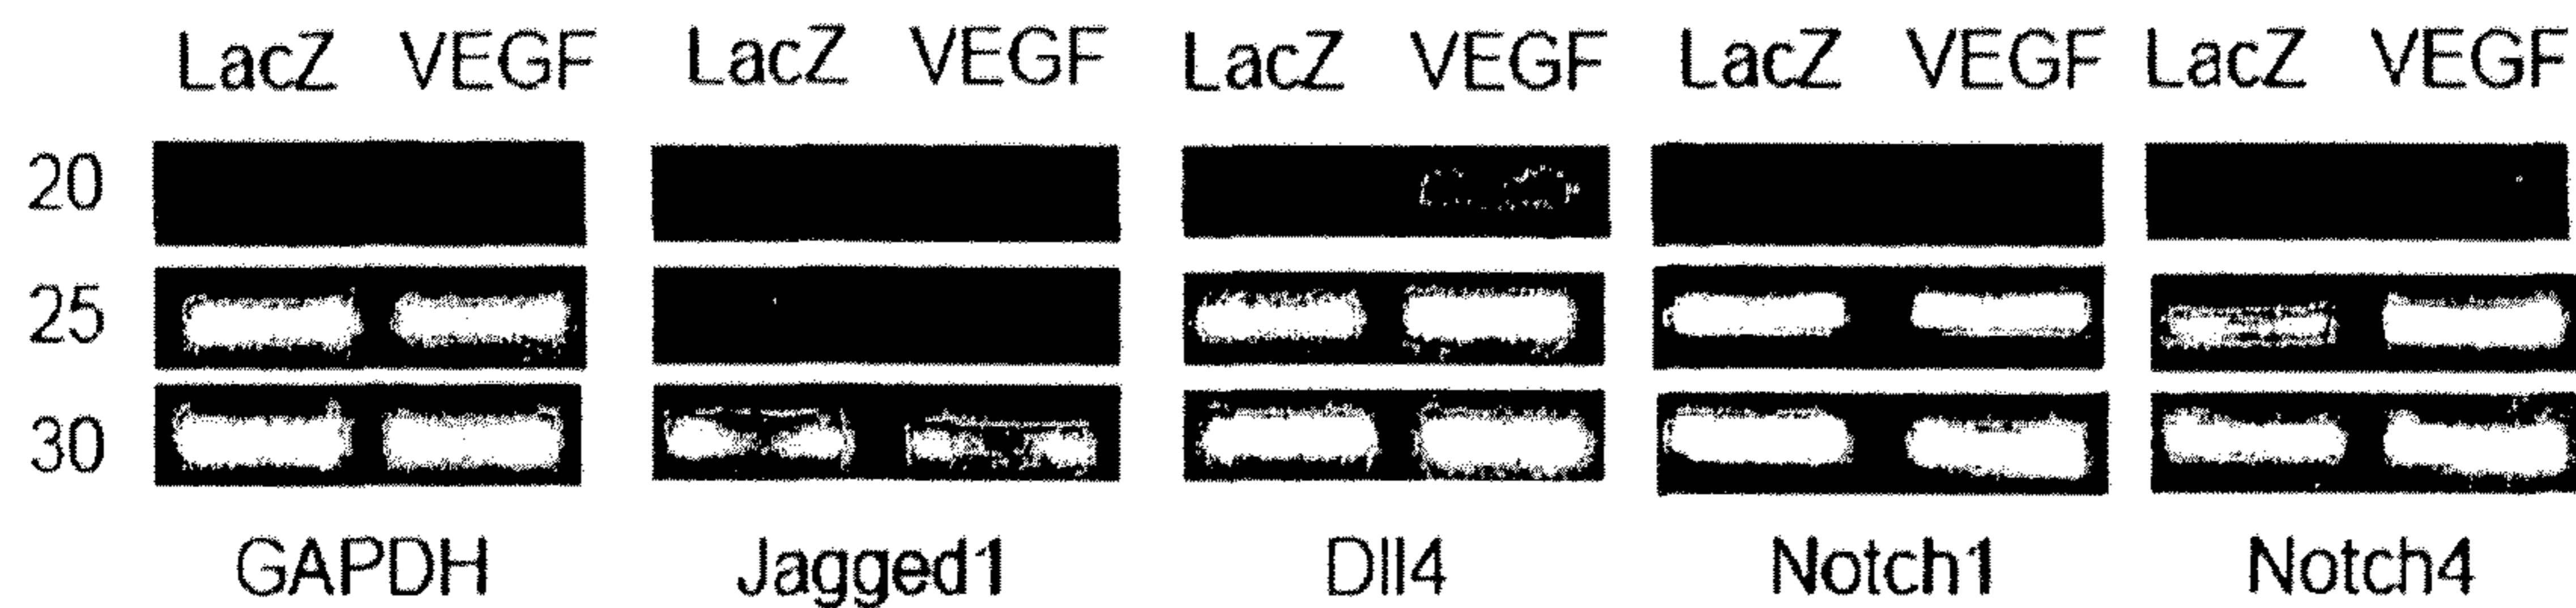 LacZ VEGF LacZ VEGF LacZ VEGF LacZ VEGF LacZ VEGF
20
25
30
GAPDH Jagged1 Dll4 Notch1 Notch4